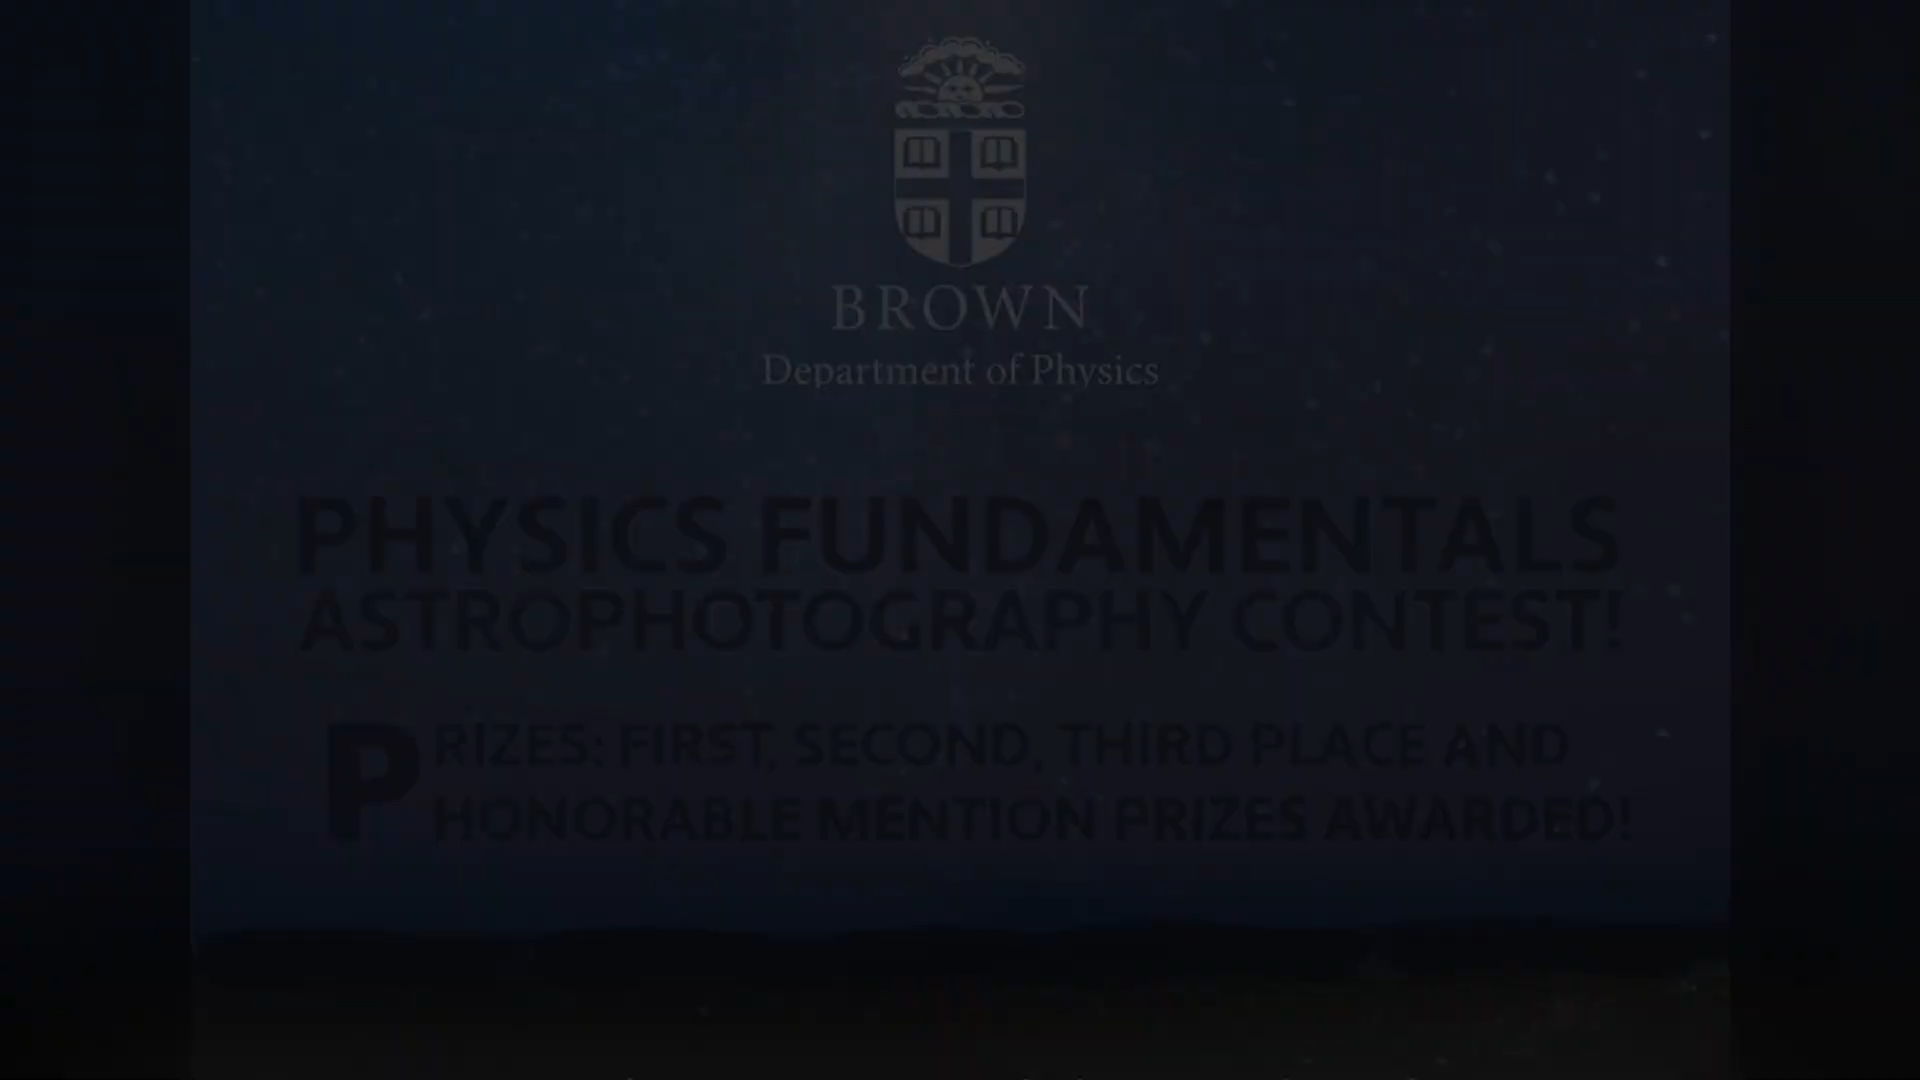 BROWN
Department of Physics
PHYSICS FUNDAMENTALS
ASTROPHOTOGRAPHY CONTEST!
PRIZES: FIRST, SECOND, THIRD PLACE AND
HONORABLE MENTION PRIZES AWARDED!